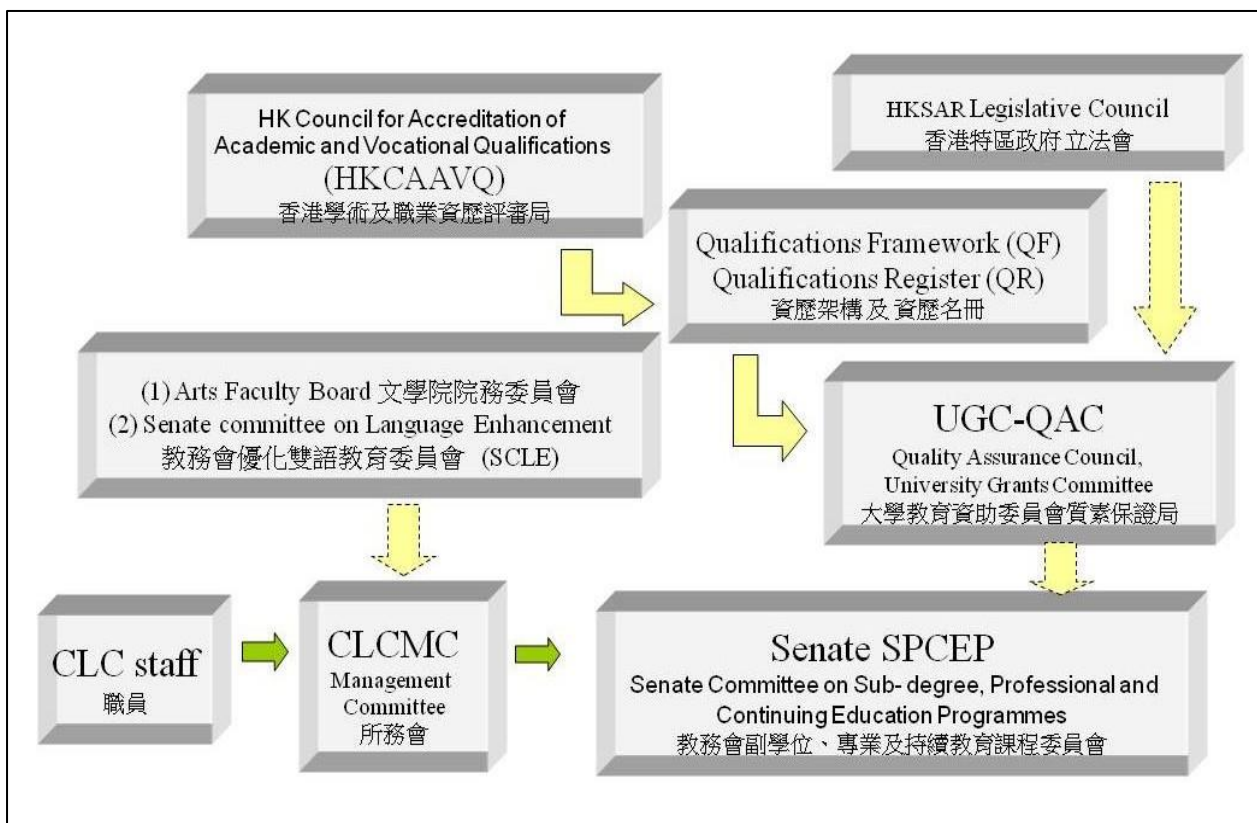 HK Council for Accreditation of
Academic and Vocational Qualifications
(HKCAAVQ)
香港學術及職業資歷評審局
HKSAR Legislative Council
香港特區政府 立法會
Qualifications Framework (QF)
Qualifications Register (QR)
資歷架構 及 資歷名冊
(1) Arts Faculty Board 文學院院務委員會
(2) Senate committee on Language Enhancement
教務會優化雙語教育委員會 (SCLE)
UGC-QAC
Quality Assurance Council,
University Grants Committee
大學教育資助委員會質素保證局
CLC staff
職員
CLCMC
Management
Committee
所務會
Senate SPCEP
Senate Committee on Sub- degree, Professional and
Continuing Education Programmes
教務會副學位、專業及持續教育課程委員會